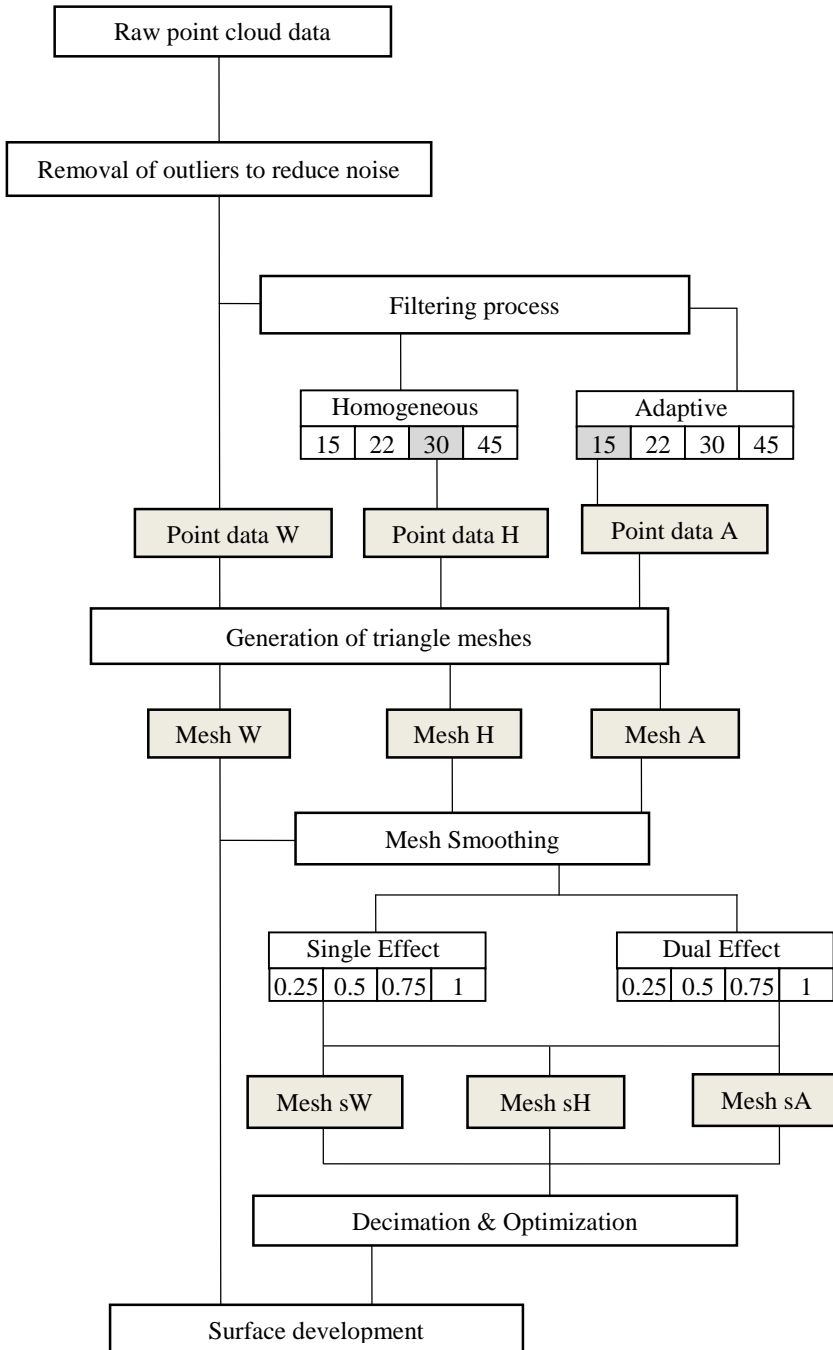 Raw point cloud data
Removal of outliers to reduce noise
Filtering process
Homogeneous
15 22 30 45
Adaptive
15 22 30 45
Point data W
Point data H
Point data A
Generation of triangle meshes
Mesh W
Mesh H
Mesh A
Mesh Smoothing
Single Effect
0.25 0.5 0.75 1
Dual Effect
0.25 0.5 0.75 1
Mesh sW
Mesh sH
Mesh sA
Decimation & Optimization
Surface development